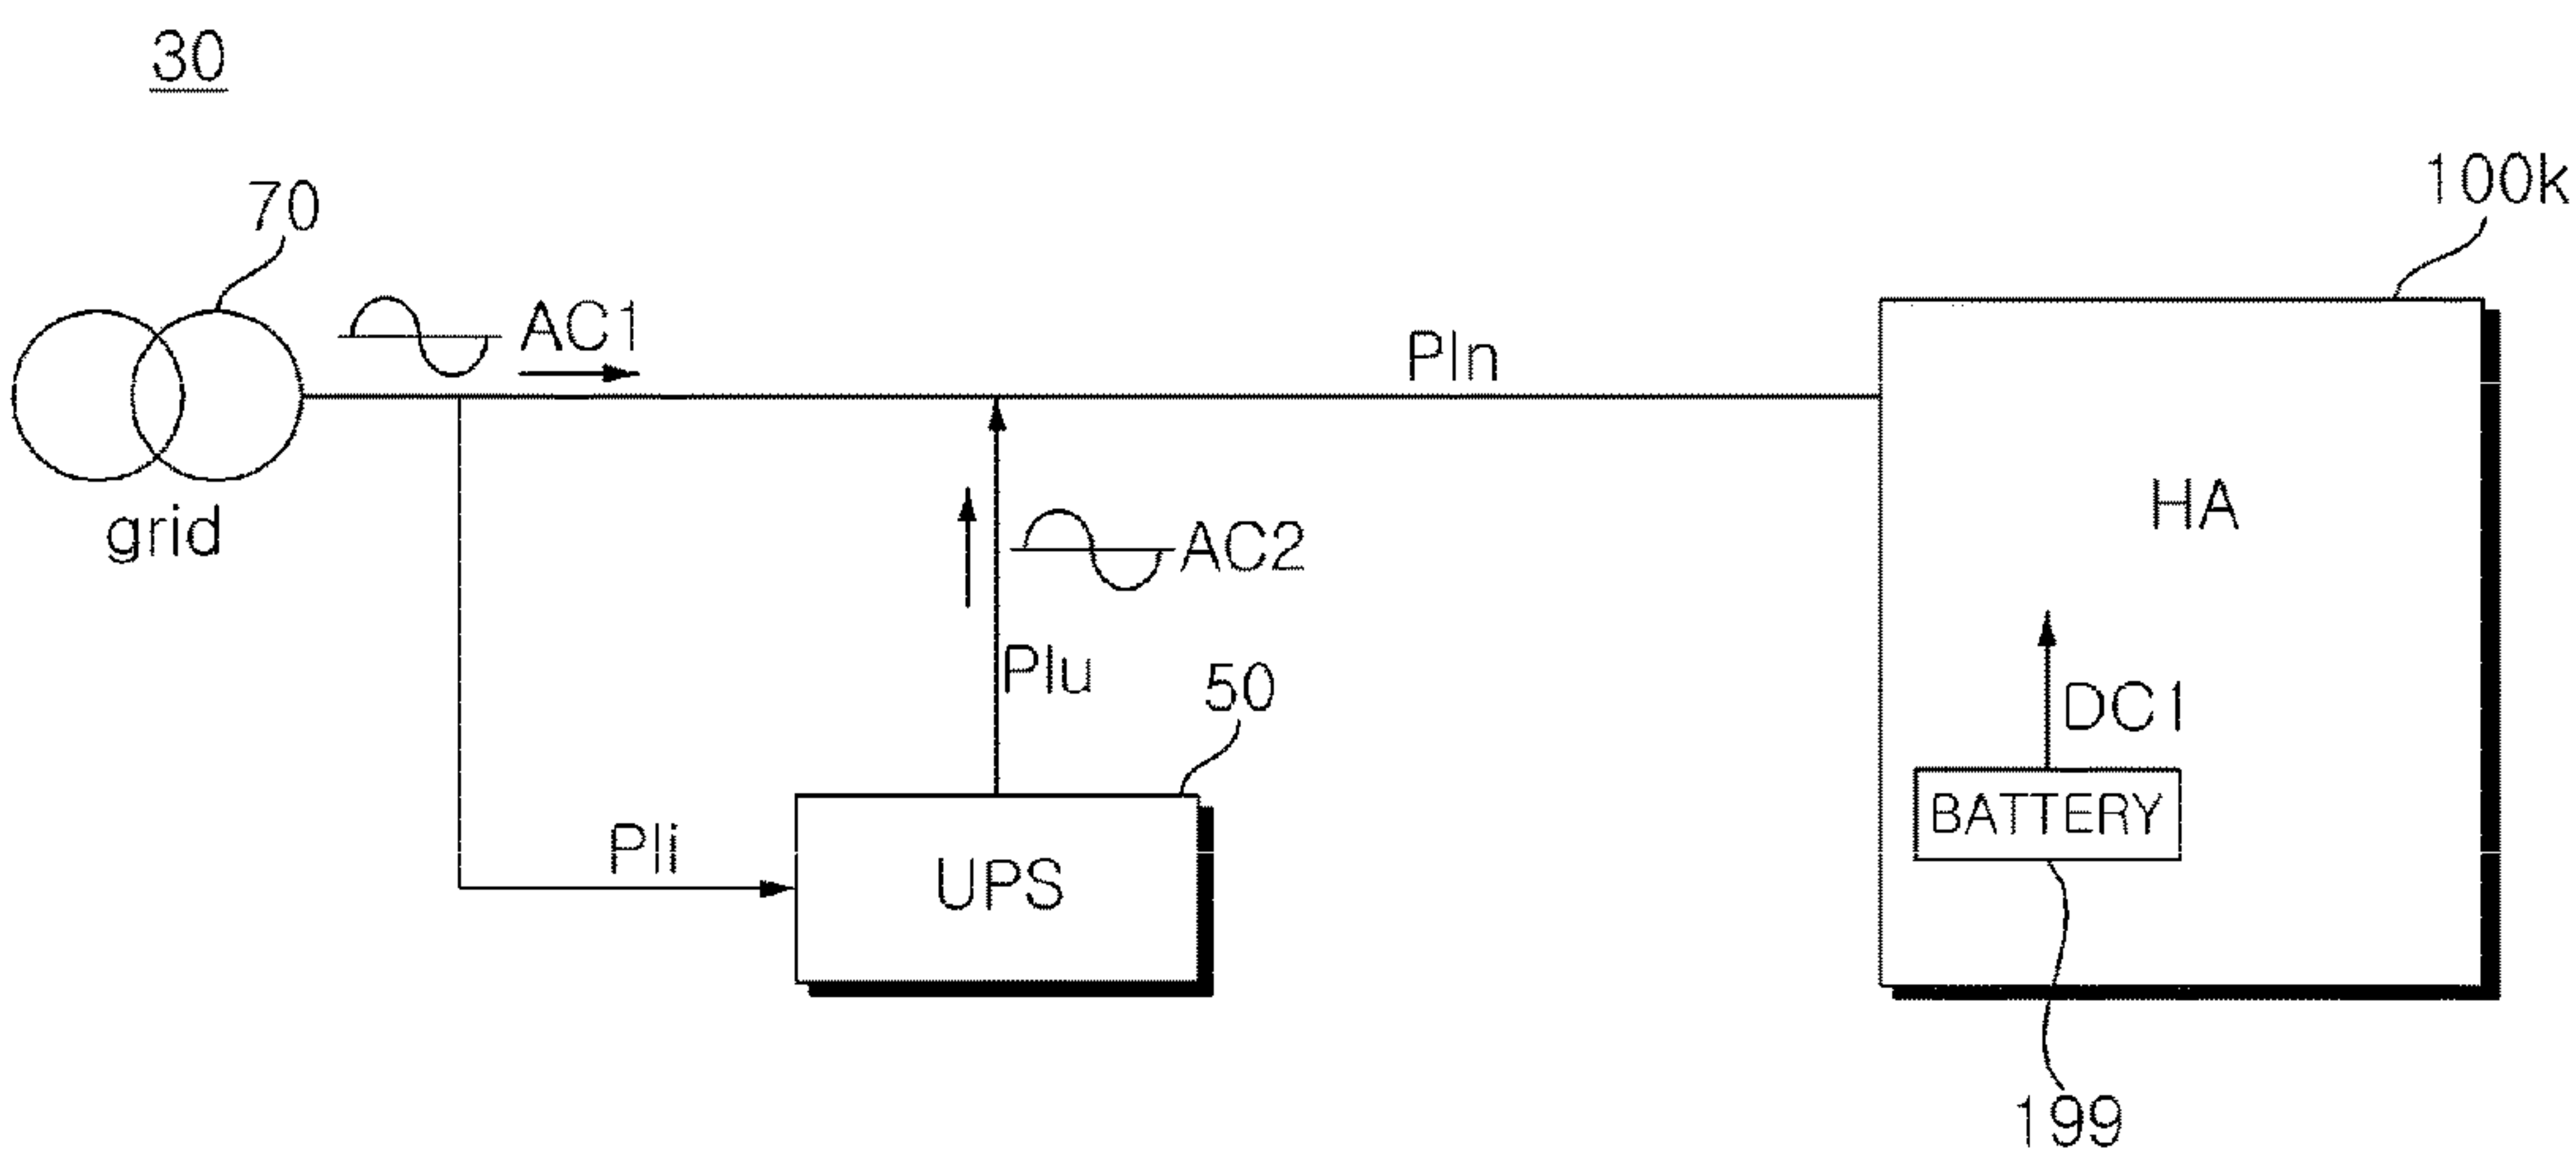 30
70
100k
AC1
Pln
grid
HA
AC2
Plu
50
DC1
BATTERY
Pli
UPS
199